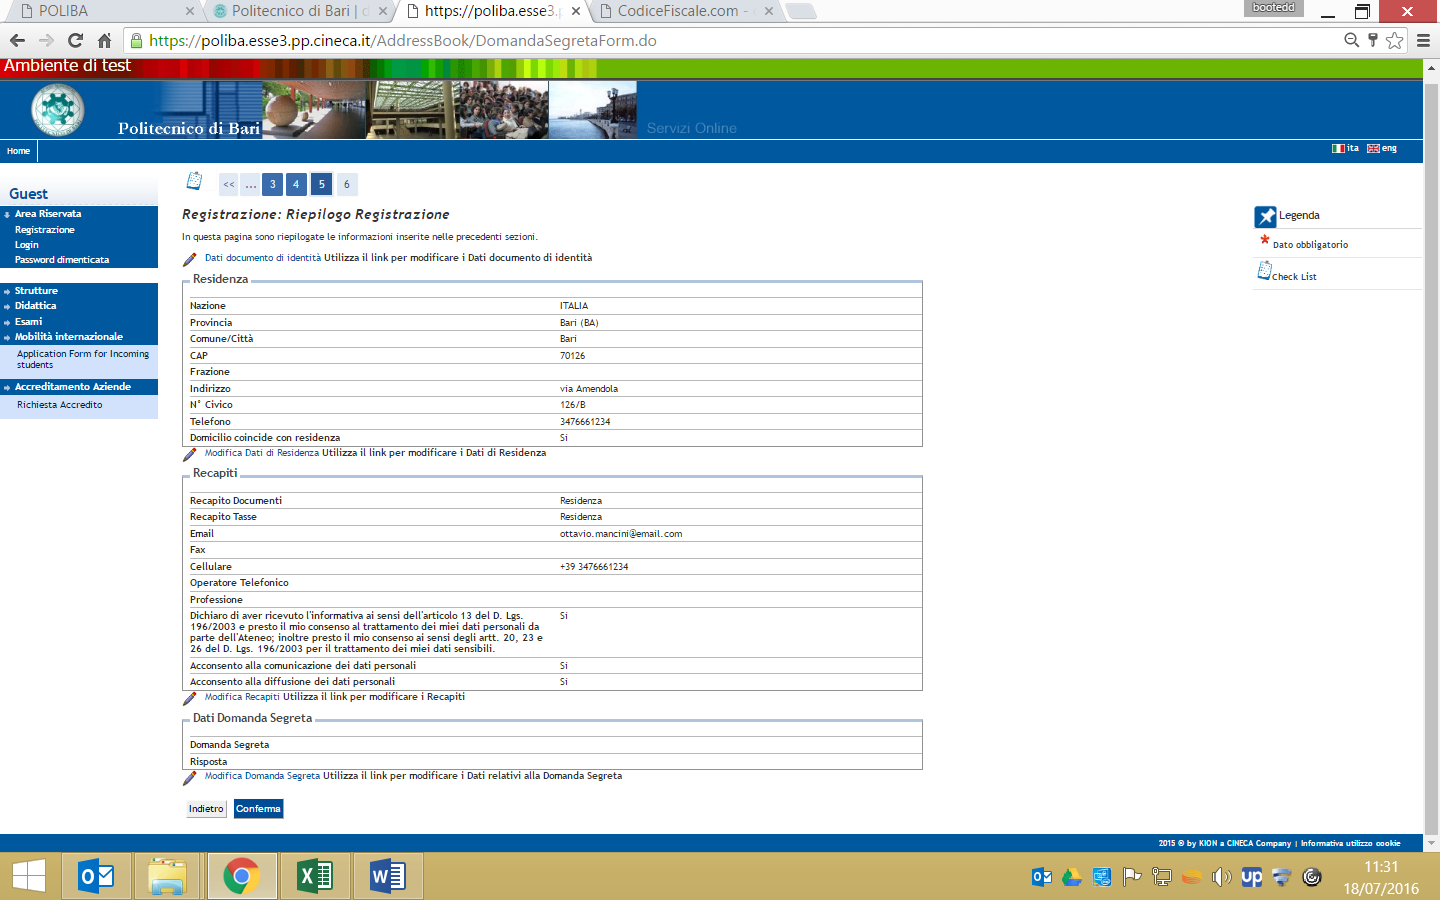 POLIBA
Politecnico di Bari | d
https://poliba.esse3.p
CodiceFiscale.com -
bootedd
https://poliba.esse3.pp.cineca.it/AddressBook/DomandaSegretaForm.do
Ambiente di test
Politecnico di Bari
Servizi Online
Home
ita
eng
Guest
Area Riservata
Registrazione
Login
Password dimenticata
Strutture
Didattica
Esami
Mobilità internazionale
Application Form for Incoming
students
Accreditamento Aziende
Richiesta Accredito
<< ... 3 4 5 6
Registrazione: Riepilogo Registrazione
In questa pagina sono riepilogate le informazioni inserite nelle precedenti sezioni.
Dati documento di identità Utilizza il link per modificare i Dati documento di identità
Residenza
Nazione ITALIA
Provincia Bari (BA)
Comune/Città Bari
CAP 70126
Frazione
Indirizzo via Amendola
N° Civico 126/B
Telefono 3476661234
Domicilio coincide con residenza Si
Modifica Dati di Residenza Utilizza il link per modificare i Dati di Residenza
Recapiti
Recapito Documenti Residenza
Recapito Tasse Residenza
Email ottavio.mancini@email.com
Fax
Cellulare +39 3476661234
Operatore Telefonico
Professione
Dichiaro di aver ricevuto l'informativa ai sensi dell'articolo 13 del D. Lgs. Si
196/2003 e presto il mio consenso al trattamento dei miei dati personali da
parte dell'Ateneo; inoltre presto il mio consenso ai sensi degli artt. 20, 23 e
26 del D. Lgs. 196/2003 per il trattamento dei miei dati sensibili.
Acconsento alla comunicazione dei dati personali Si
Acconsento alla diffusione dei dati personali Si
Modifica Recapiti Utilizza il link per modificare i Recapiti
Dati Domanda Segreta
Domanda Segreta
Risposta
Modifica Domanda Segreta Utilizza il link per modificare i Dati relativi alla Domanda Segreta
Indietro Conferma
Legenda
* Dato obbligatorio
Check List
2015 © by KION a CINECA Company | Informativa utilizzo cookie
up
11:31
18/07/2016